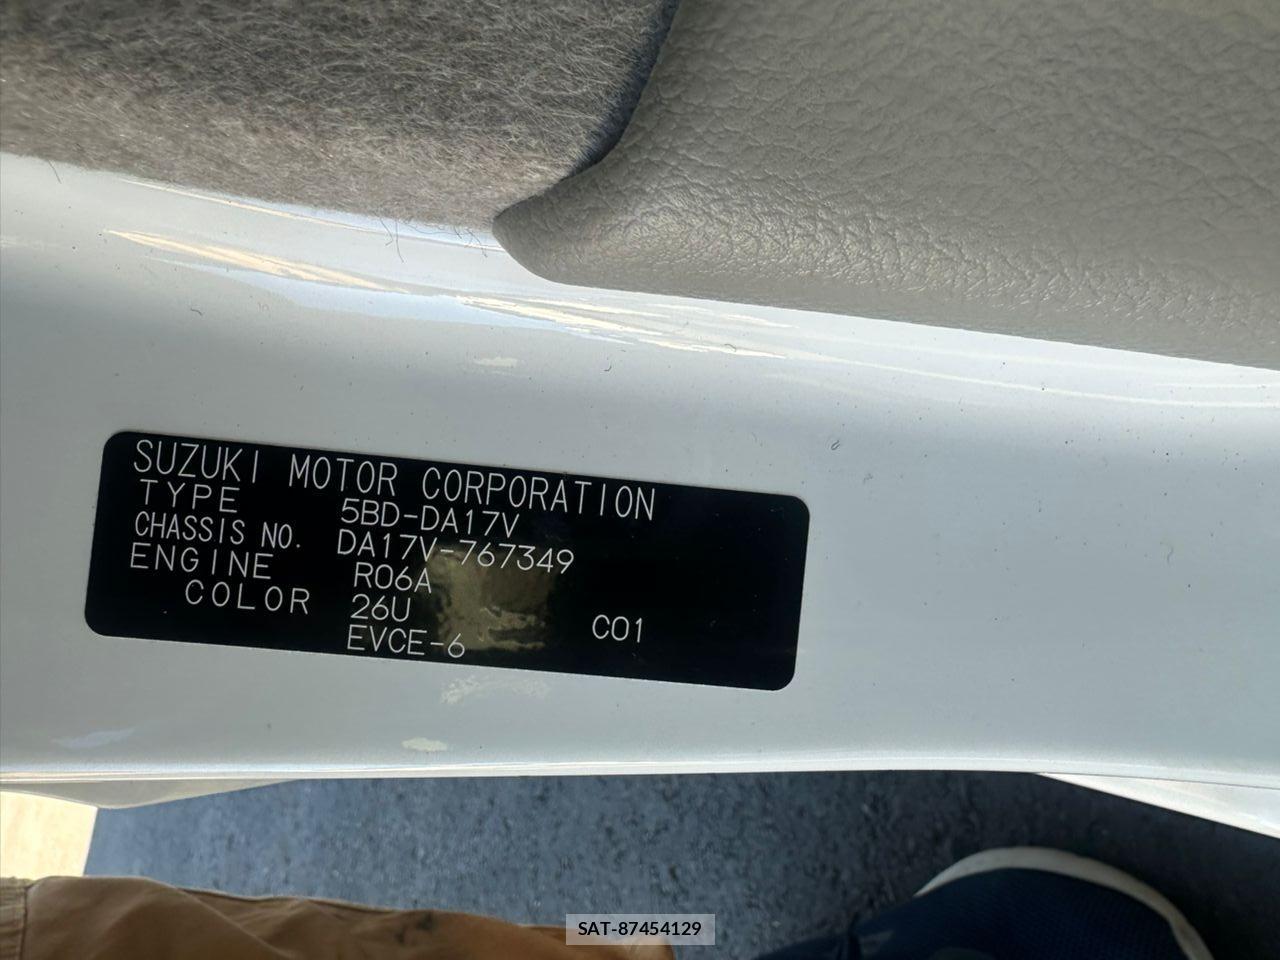 SUZUKI MOTOR CORPORATION
TYPE 5BD-DA17V
CHASSIS NO. DA17V-767349
ENGINE R06A
COLOR 26U C01
EVCE-6
SAT-87454129